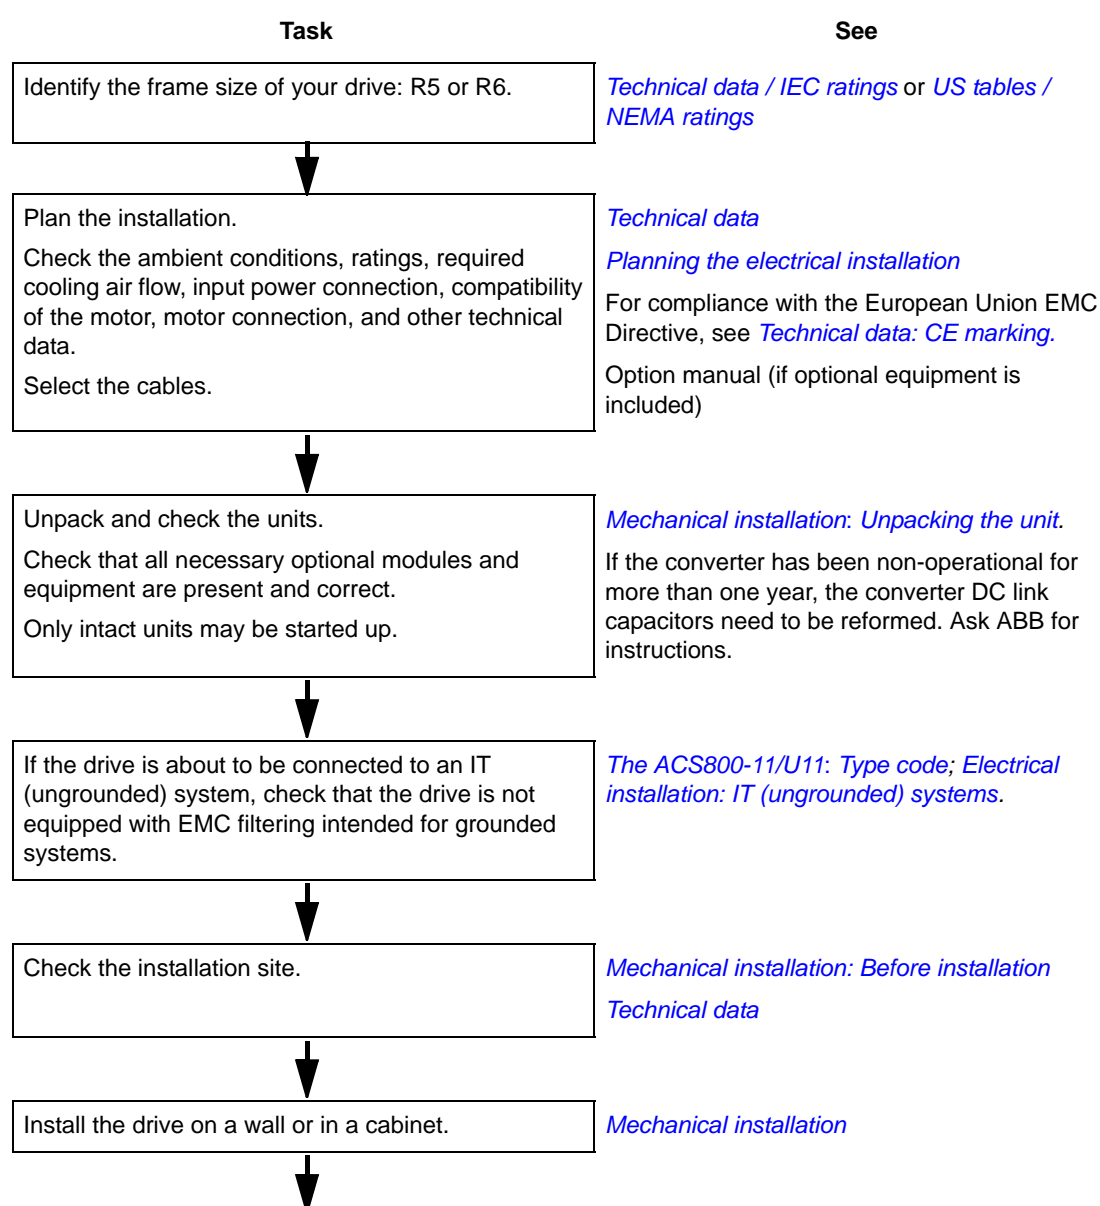 Task
See
Identify the frame size of your drive: R5 or R6.
Technical data / IEC ratings or US tables /
NEMA ratings
Plan the installation.
Check the ambient conditions, ratings, required
cooling air flow, input power connection, compatibility
of the motor, motor connection, and other technical
data.
Select the cables.
Technical data
Planning the electrical installation
For compliance with the European Union EMC
Directive, see Technical data: CE marking.
Option manual (if optional equipment is
included)
Unpack and check the units.
Check that all necessary optional modules and
equipment are present and correct.
Only intact units may be started up.
Mechanical installation: Unpacking the unit.
If the converter has been non-operational for
more than one year, the converter DC link
capacitors need to be reformed. Ask ABB for
instructions.
If the drive is about to be connected to an IT
(ungrounded) system, check that the drive is not
equipped with EMC filtering intended for grounded
systems.
The ACS800-11/U11: Type code; Electrical
installation: IT (ungrounded) systems.
Check the installation site.
Mechanical installation: Before installation
Technical data
Install the drive on a wall or in a cabinet.
Mechanical installation